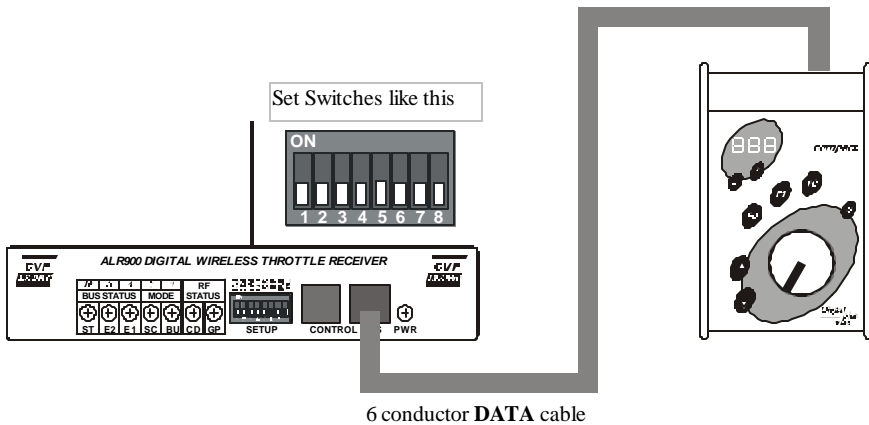 Set Switches like this
ON
1 2 3 4 5 6 7 8
ALR900 DIGITAL WIRELESS THROTTLE RECEIVER
CVP
CVP
RF
BUS STATUS MODE STATUS
ST E2 E1 SC BU CD GP
SETUP
CONTROL
PWR
888
6 conductor DATA cable